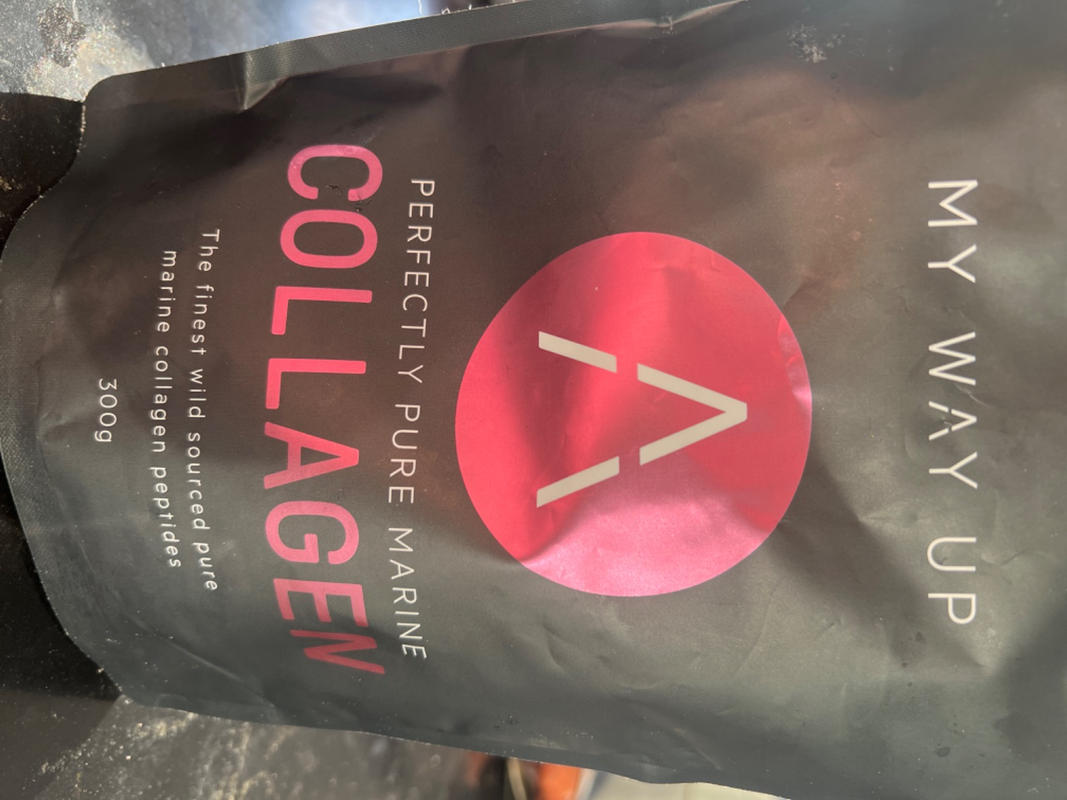 MY WAY UP
PERFECTLY PURE MARINE
COLLAGEN
The finest wild sourced pure
marine collagen peptides
300g